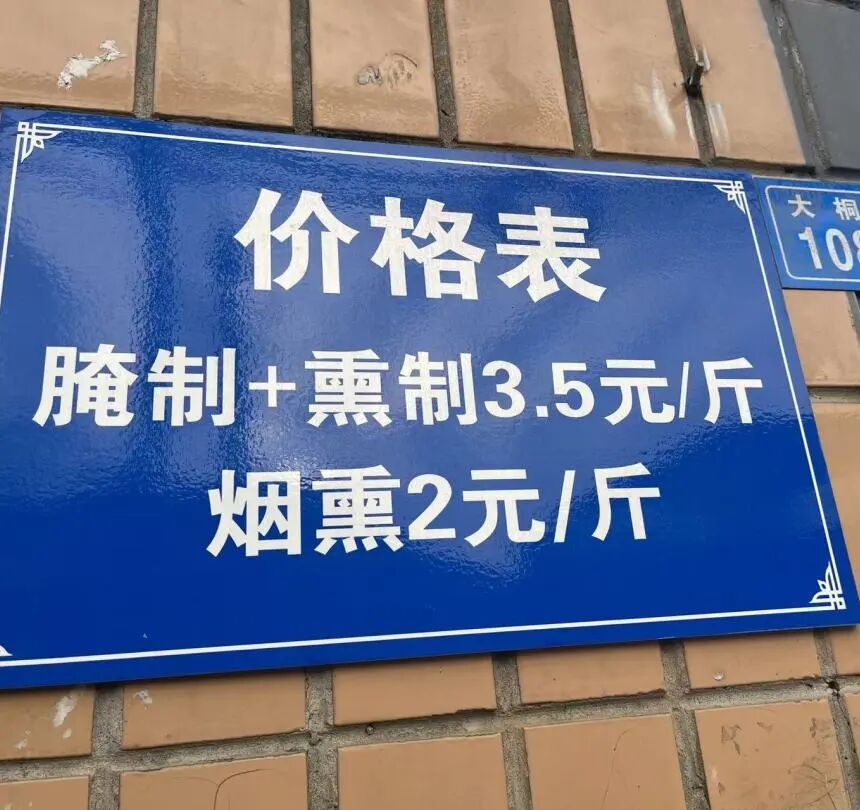 价格表
腌制+熏制3.5元/斤
烟熏2元/斤
大桐
108